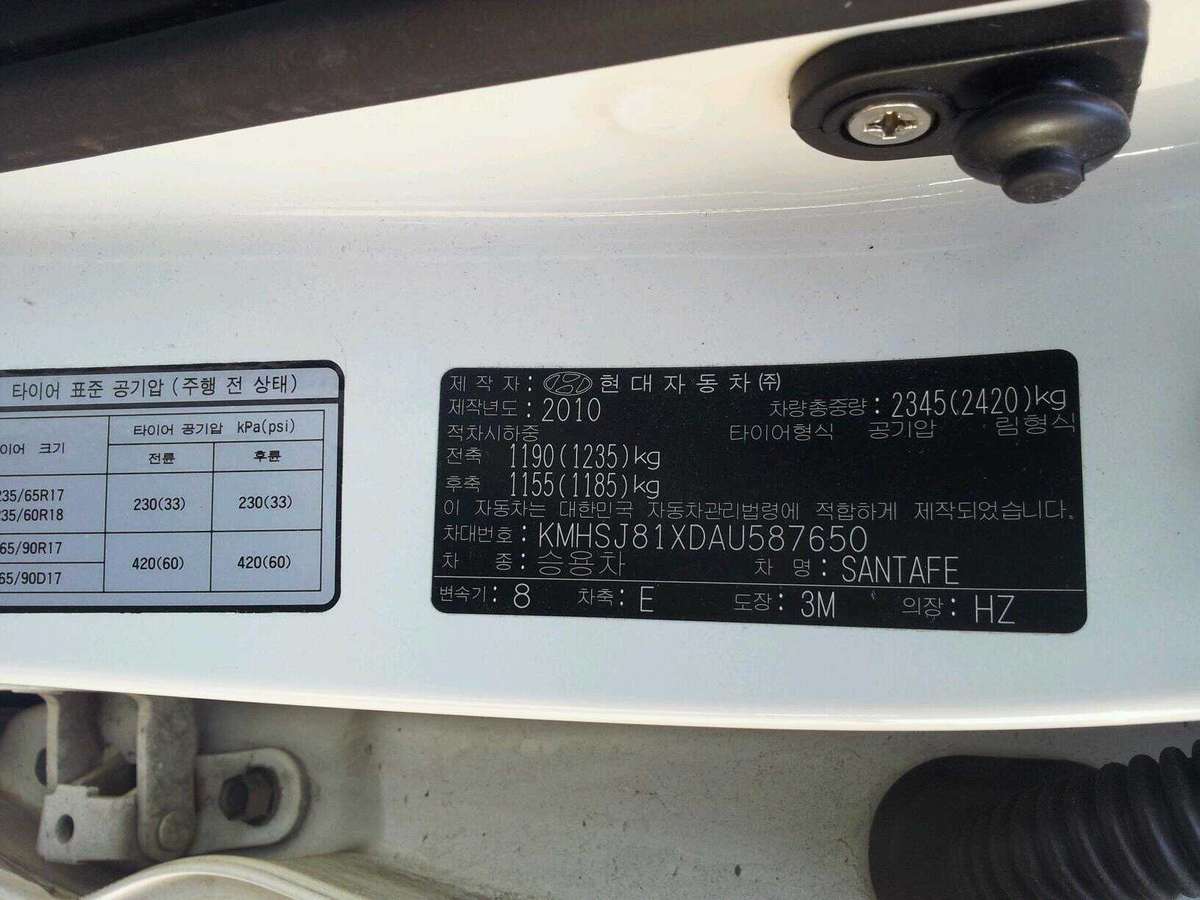 타이어 표준 공기압 (주행 전 상태)
이어 크기 타이어 공기압 kPa(psi)
전륜 후륜
235/65R17
235/60R18 230(33) 230(33)
65/90R17
65/90D17 420(60) 420(60)
제 작 자 : 현대자동차(주)
제작년도 : 2010 차량총중량 : 2345(2420)kg
적차시하중 타이어형식 공기압 림형식
전축 1190(1235)kg
후축 1155(1185)kg
이 자동차는 대한민국 자동차관리법령에 적합하게 제작되었습니다.
차대번호 : KMHSJ81XDAU587650
차 종 : 승용차 차 명 : SANTAFE
변속기 : 8 차축 : E 도장 : 3M 의장 : HZ